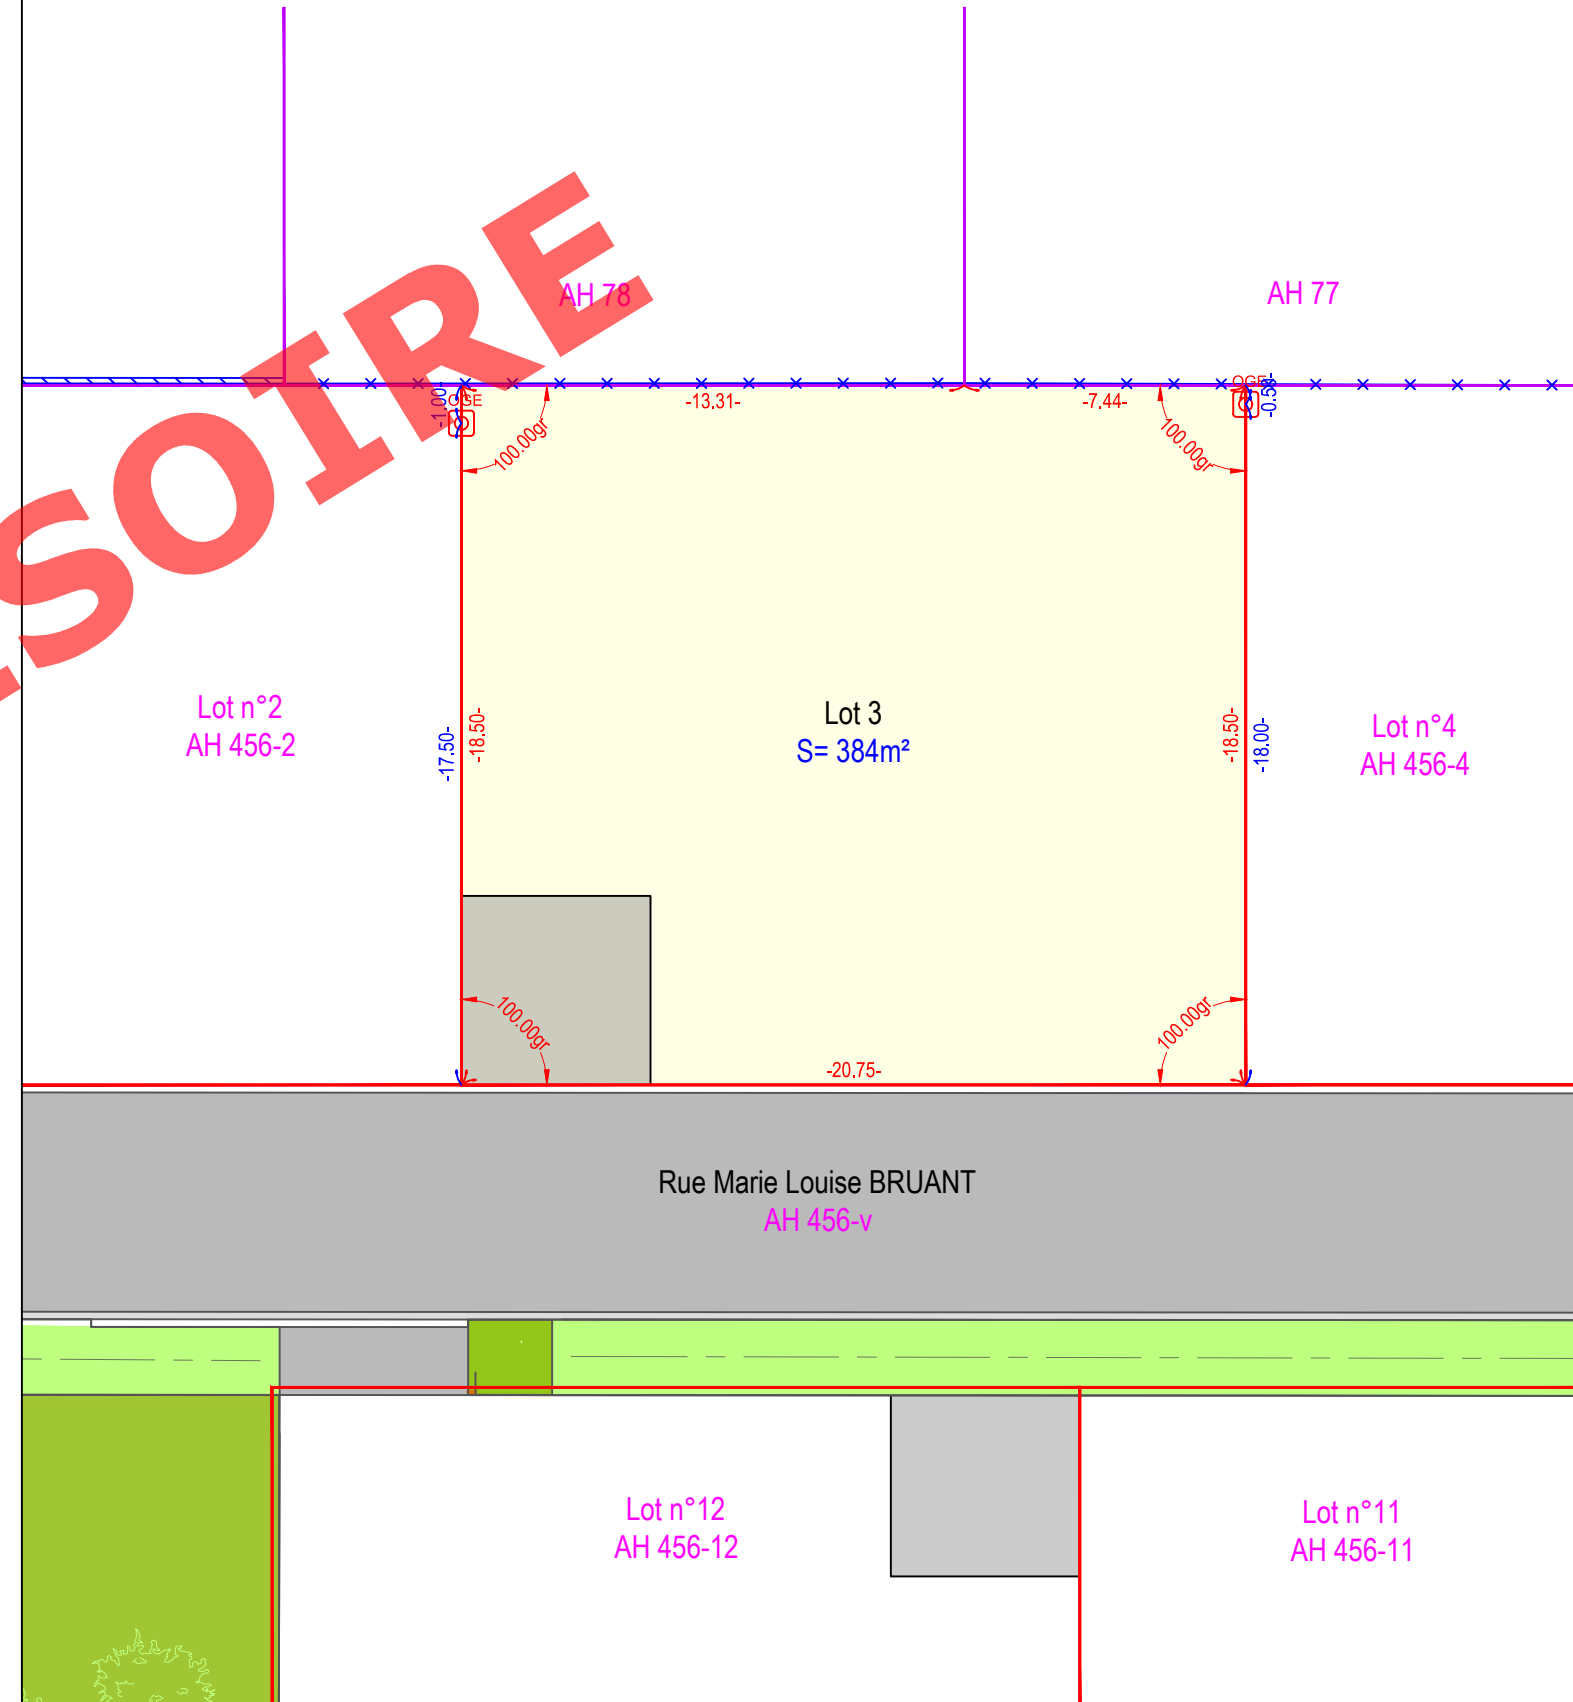 AH 78
AH 77
SOIRE
OGE
-1.00-
-13.31-
-7.44-
OGE
-0.50-
100.00gr
100.00gr
Lot n°2
AH 456-2
-17.50-
-18.50-
Lot 3
S= 384m²
-18.50-
-18.00-
Lot n°4
AH 456-4
100.00gr
100.00gr
-20.75-
Rue Marie Louise BRUANT
AH 456-v
Lot n°12
AH 456-12
Lot n°11
AH 456-11